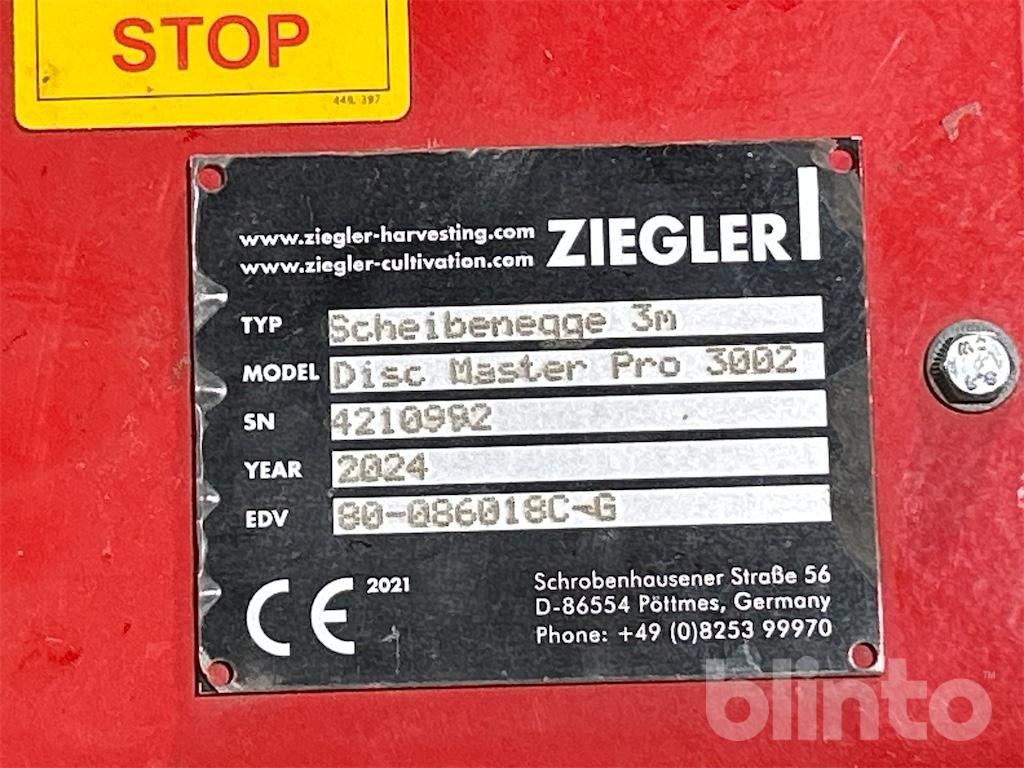 STOP
449. 397
www.ziegler-harvesting.com
www.ziegler-cultivation.com
ZIEGLER
TYP Scheibenegge 3m
MODEL Disc Master Pro 3002
SN 4210992
YEAR 2024
EDV 80-Q86018C-G
CE 2021
Schrobenhausener Straße 56
D-86554 Pöttmes, Germany
Phone: +49 (0)8253 99970
blinto™